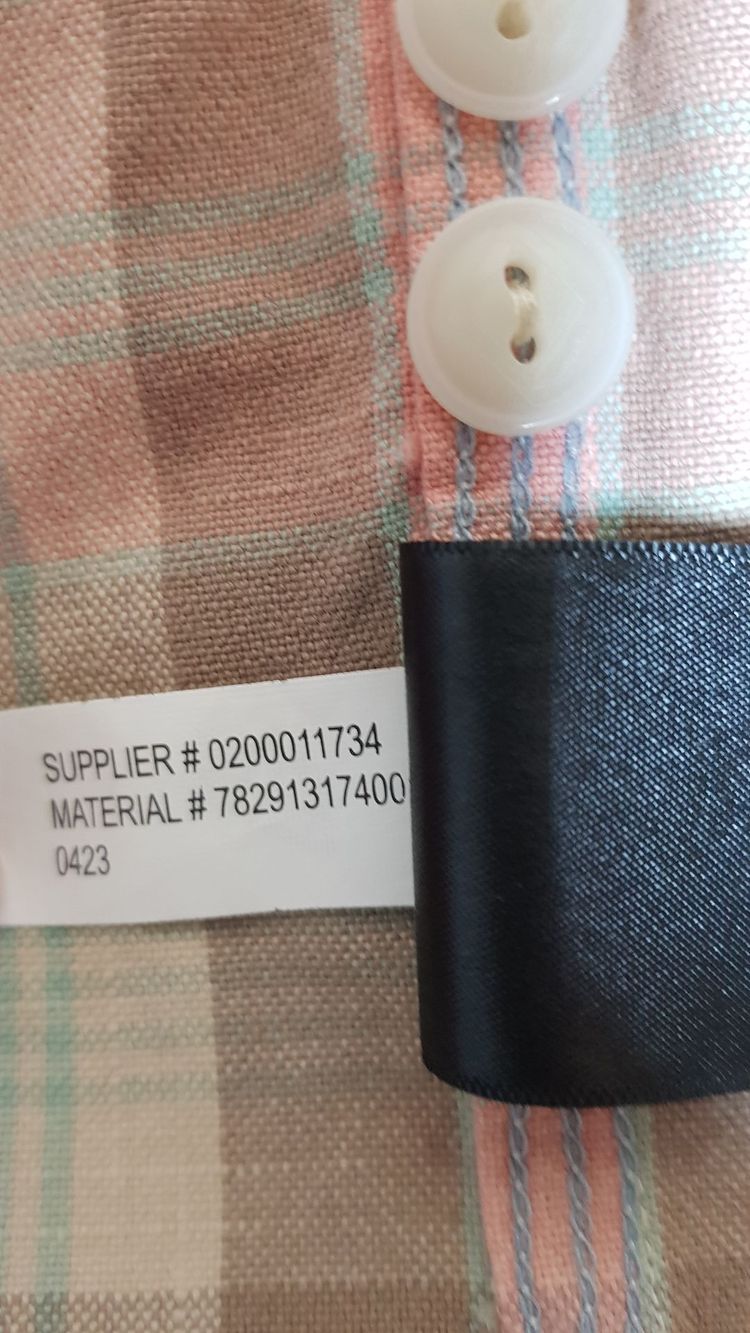 SUPPLIER # 0200011734
MATERIAL # 78291317400
0423